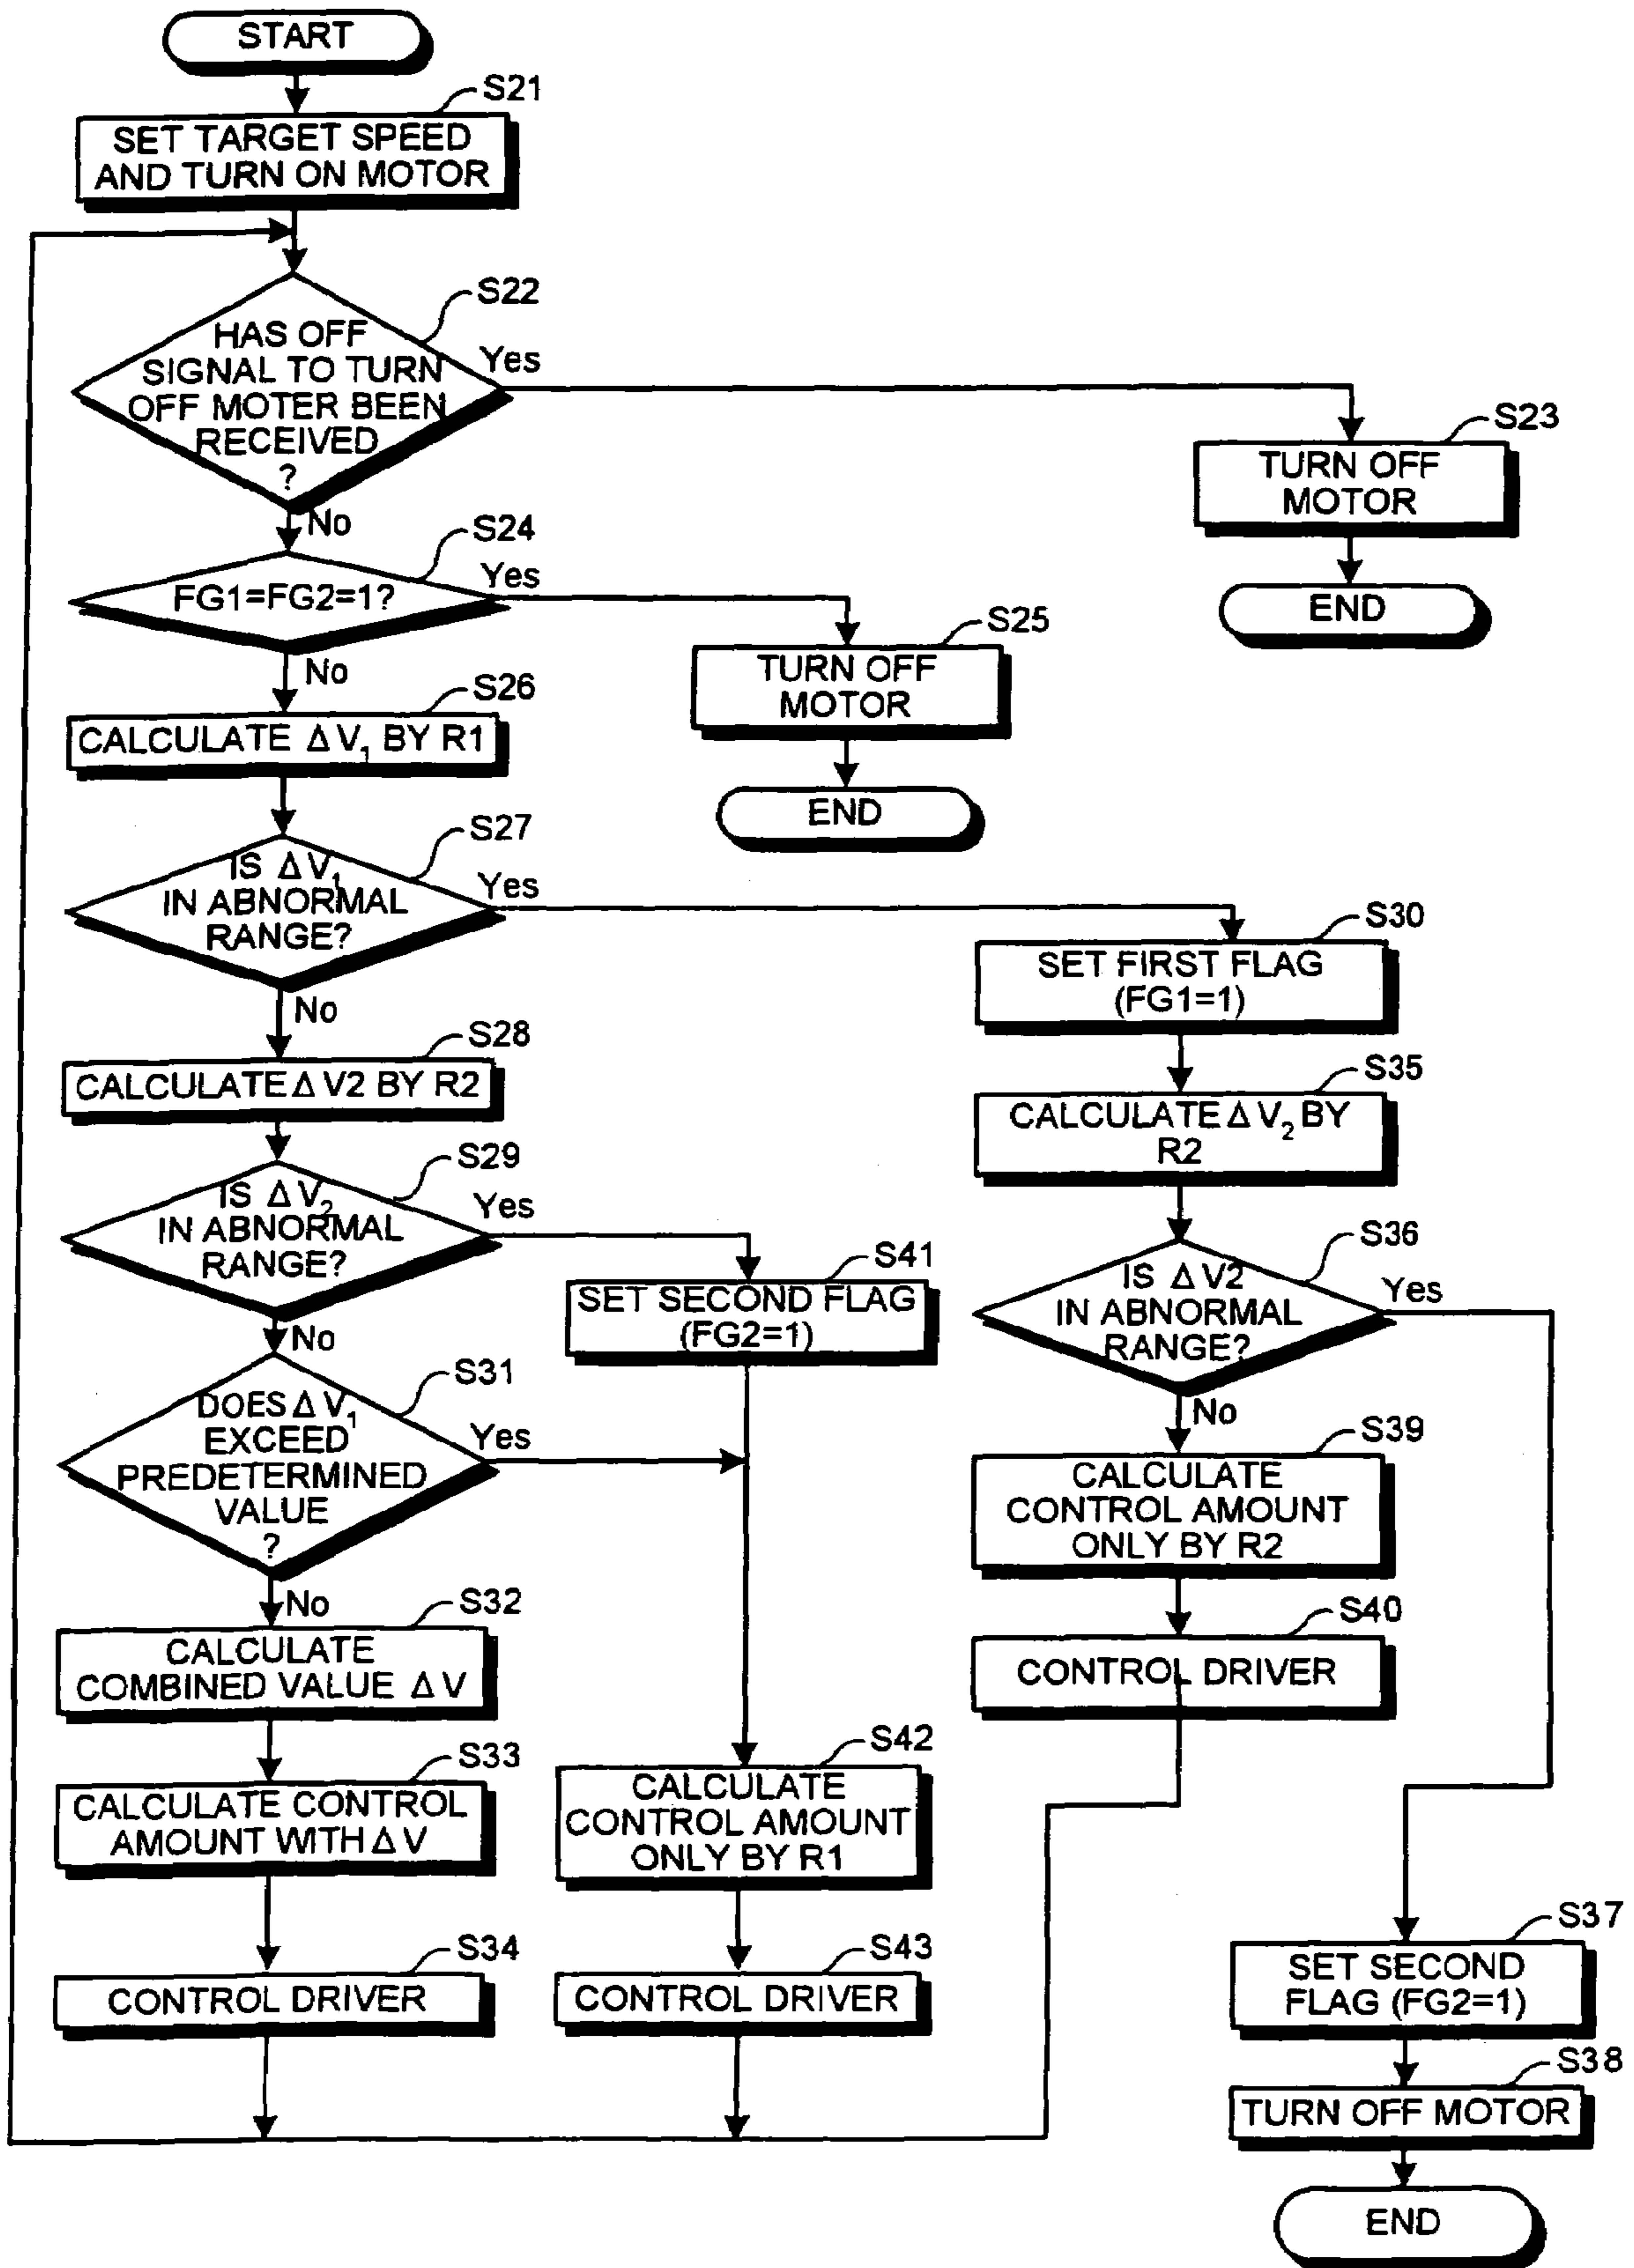 START
S21
SET TARGET SPEED
AND TURN ON MOTOR
S22
HAS OFF
SIGNAL TO TURN
OFF MOTER BEEN
RECEIVED
?
Yes
No
S23
TURN OFF
MOTOR
END
S24
FG1=FG2=1?
Yes
No
S25
TURN OFF
MOTOR
END
S26
CALCULATE ΔV₁ BY R1
S27
IS ΔV₁
IN ABNORMAL
RANGE?
Yes
No
S30
SET FIRST FLAG
(FG1=1)
S28
CALCULATE ΔV2 BY R2
S35
CALCULATE ΔV₂ BY
R2
S29
IS ΔV₂
IN ABNORMAL
RANGE?
Yes
No
S41
SET SECOND FLAG
(FG2=1)
S36
IS ΔV2
IN ABNORMAL
RANGE?
Yes
No
S31
DOES ΔV₁
EXCEED
PREDETERMINED
VALUE
?
Yes
No
S39
CALCULATE
CONTROL AMOUNT
ONLY BY R2
S32
CALCULATE
COMBINED VALUE ΔV
S40
CONTROL DRIVER
S33
CALCULATE CONTROL
AMOUNT WITH ΔV
S42
CALCULATE
CONTROL AMOUNT
ONLY BY R1
S34
CONTROL DRIVER
S43
CONTROL DRIVER
S37
SET SECOND
FLAG (FG2=1)
S38
TURN OFF MOTOR
END